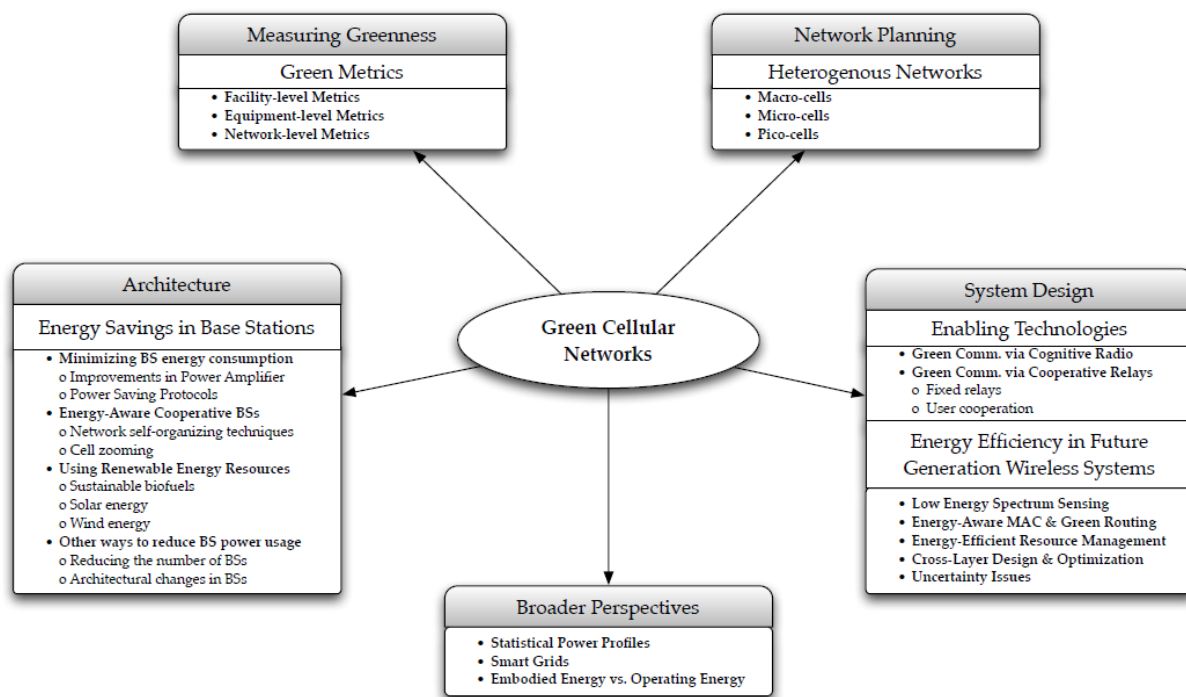 Measuring Greenness
Green Metrics
• Facility-level Metrics
• Equipment-level Metrics
• Network-level Metrics
Network Planning
Heterogenous Networks
• Macro-cells
• Micro-cells
• Pico-cells
Green Cellular
Networks
Architecture
Energy Savings in Base Stations
• Minimizing BS energy consumption
o Improvements in Power Amplifier
o Power Saving Protocols
• Energy-Aware Cooperative BSs
o Network self-organizing techniques
o Cell zooming
• Using Renewable Energy Resources
o Sustainable biofuels
o Solar energy
o Wind energy
• Other ways to reduce BS power usage
o Reducing the number of BSs
o Architectural changes in BSs
System Design
Enabling Technologies
• Green Comm. via Cognitive Radio
• Green Comm. via Cooperative Relays
o Fixed relays
o User cooperation
Energy Efficiency in Future
Generation Wireless Systems
• Low Energy Spectrum Sensing
• Energy-Aware MAC & Green Routing
• Energy-Efficient Resource Management
• Cross-Layer Design & Optimization
• Uncertainty Issues
Broader Perspectives
• Statistical Power Profiles
• Smart Grids
• Embodied Energy vs. Operating Energy